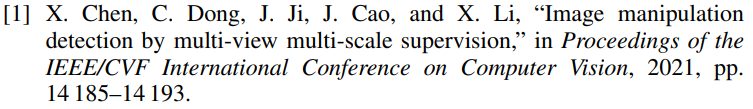 [1] X. Chen, C. Dong, J. Ji, J. Cao, and X. Li, “Image manipulation
detection by multi-view multi-scale supervision,” in Proceedings of the
IEEE/CVF International Conference on Computer Vision, 2021, pp.
14 185–14 193.